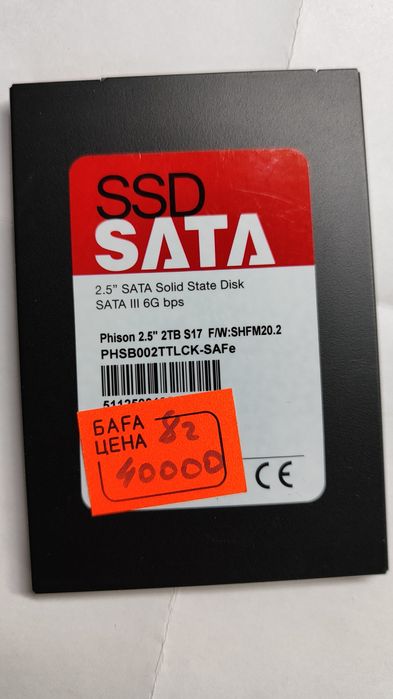 SSD
SATA
2.5" SATA Solid State Disk
SATA III 6G bps
Phison 2.5" 2TB S17 F/W:SHFM20.2
PHSB002TTLCK-SAFe
БАҒА 82
ЦЕНА
40000
CE